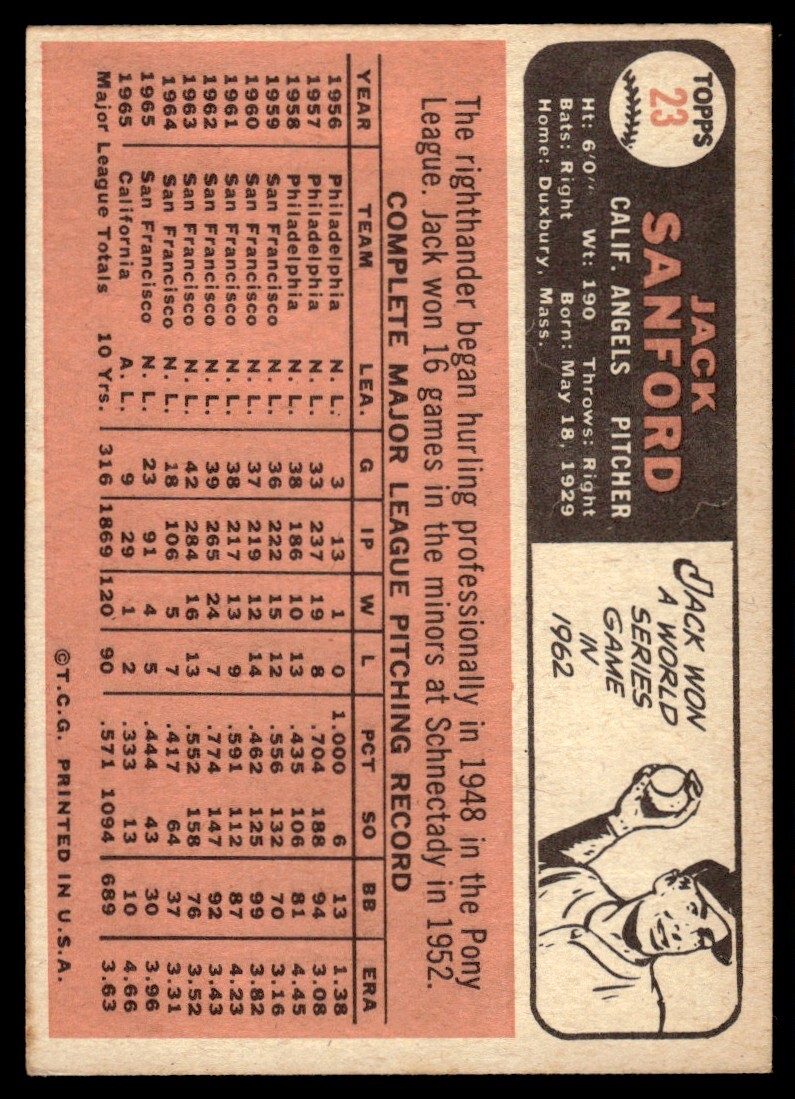 TOPPS
23
JACK
SANFORD
CALIF. ANGELS PITCHER
Ht: 6'0" Wt: 190 Throws: Right
Bats: Right Born: May 18, 1929
Home: Duxbury, Mass.
JACK WON
A WORLD
SERIES
GAME
IN
1962
The righthander began hurling professionally in 1948 in the Pony
League. Jack won 16 games in the minors at Schnectady in 1952.
COMPLETE MAJOR LEAGUE PITCHING RECORD
YEAR TEAM LEA. G IP W L PCT SO BB ERA
1956 Philadelphia N. L. 3 13 1 0 1.000 6 13 1.38
1957 Philadelphia N. L. 33 237 19 8 .704 188 94 3.08
1958 Philadelphia N. L. 38 186 10 13 .435 106 81 4.45
1959 San Francisco N. L. 36 222 15 12 .556 132 70 3.16
1960 San Francisco N. L. 37 219 12 14 .462 125 99 3.82
1961 San Francisco N. L. 38 217 13 9 .591 112 87 4.23
1962 San Francisco N. L. 39 265 24 7 .774 147 92 3.43
1963 San Francisco N. L. 42 284 16 13 .552 158 76 3.52
1964 San Francisco N. L. 18 106 5 7 .417 64 37 3.31
1965 San Francisco N. L. 23 91 4 5 .444 43 30 3.96
1965 California A. L. 9 29 1 2 .333 13 10 4.66
Major League Totals 10 Yrs. 316 1869 120 90 .571 1094 689 3.63
©T.C.G. PRINTED IN U.S.A.